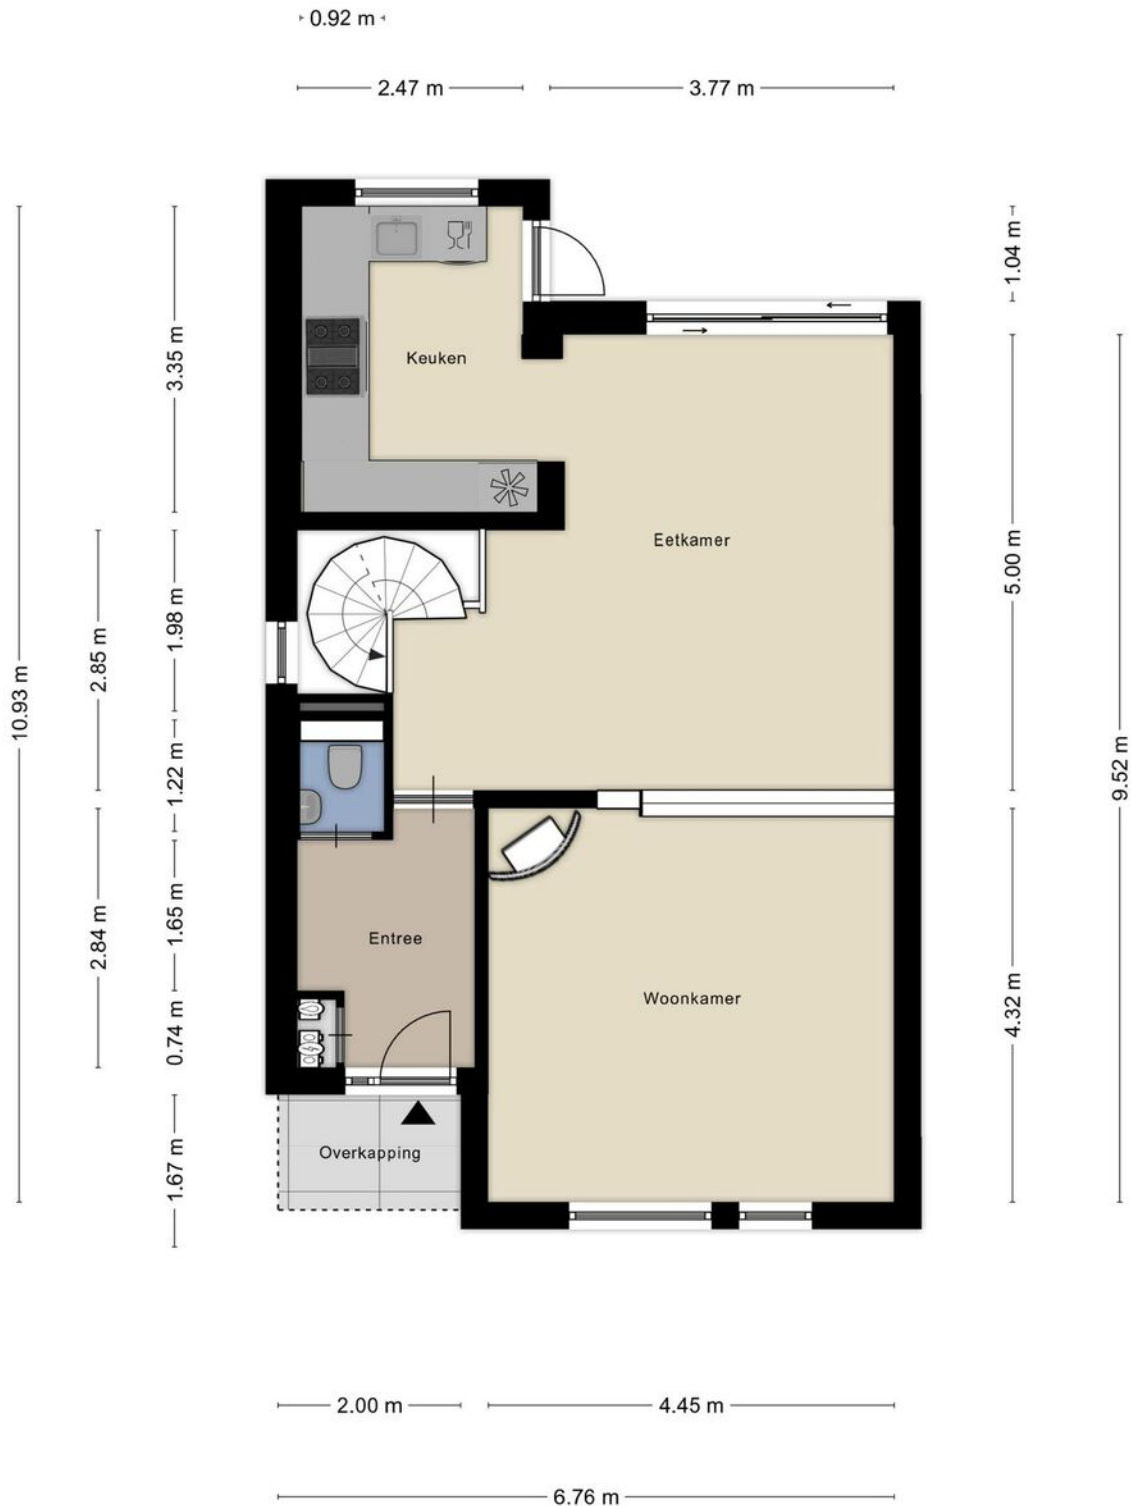 0.92 m
2.47 m
3.77 m
10.93 m
3.35 m
1.04 m
Keuken
Eetkamer
5.00 m
1.98 m
2.85 m
9.52 m
1.22 m
1.65 m
2.84 m
Entree
Woonkamer
4.32 m
0.74 m
Overkapping
1.67 m
2.00 m
4.45 m
6.76 m